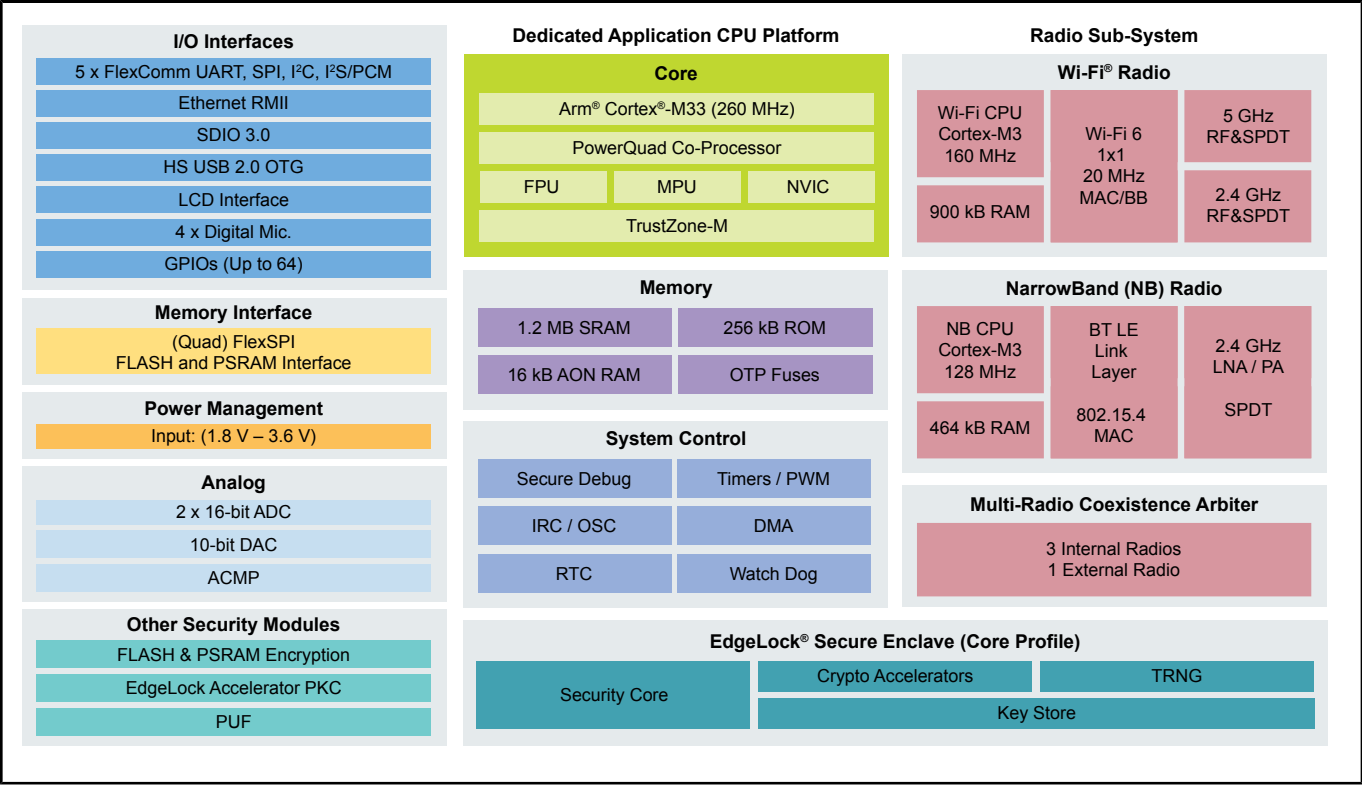 I/O Interfaces
5 x FlexComm UART, SPI, I²C, I²S/PCM
Ethernet RMII
SDIO 3.0
HS USB 2.0 OTG
LCD Interface
4 x Digital Mic.
GPIOs (Up to 64)
Memory Interface
(Quad) FlexSPI
FLASH and PSRAM Interface
Power Management
Input: (1.8 V – 3.6 V)
Analog
2 x 16-bit ADC
10-bit DAC
ACMP
Other Security Modules
FLASH & PSRAM Encryption
EdgeLock Accelerator PKC
PUF
Dedicated Application CPU Platform
Core
Arm® Cortex®-M33 (260 MHz)
PowerQuad Co-Processor
FPU
MPU
NVIC
TrustZone-M
Memory
1.2 MB SRAM
256 kB ROM
16 kB AON RAM
OTP Fuses
System Control
Secure Debug
Timers / PWM
IRC / OSC
DMA
RTC
Watch Dog
Radio Sub-System
Wi-Fi® Radio
Wi-Fi CPU
Cortex-M3
160 MHz
900 kB RAM
Wi-Fi 6
1x1
20 MHz
MAC/BB
5 GHz
RF&SPDT
2.4 GHz
RF&SPDT
NarrowBand (NB) Radio
NB CPU
Cortex-M3
128 MHz
464 kB RAM
BT LE
Link
Layer
802.15.4
MAC
2.4 GHz
LNA / PA
SPDT
Multi-Radio Coexistence Arbiter
3 Internal Radios
1 External Radio
EdgeLock® Secure Enclave (Core Profile)
Security Core
Crypto Accelerators
TRNG
Key Store